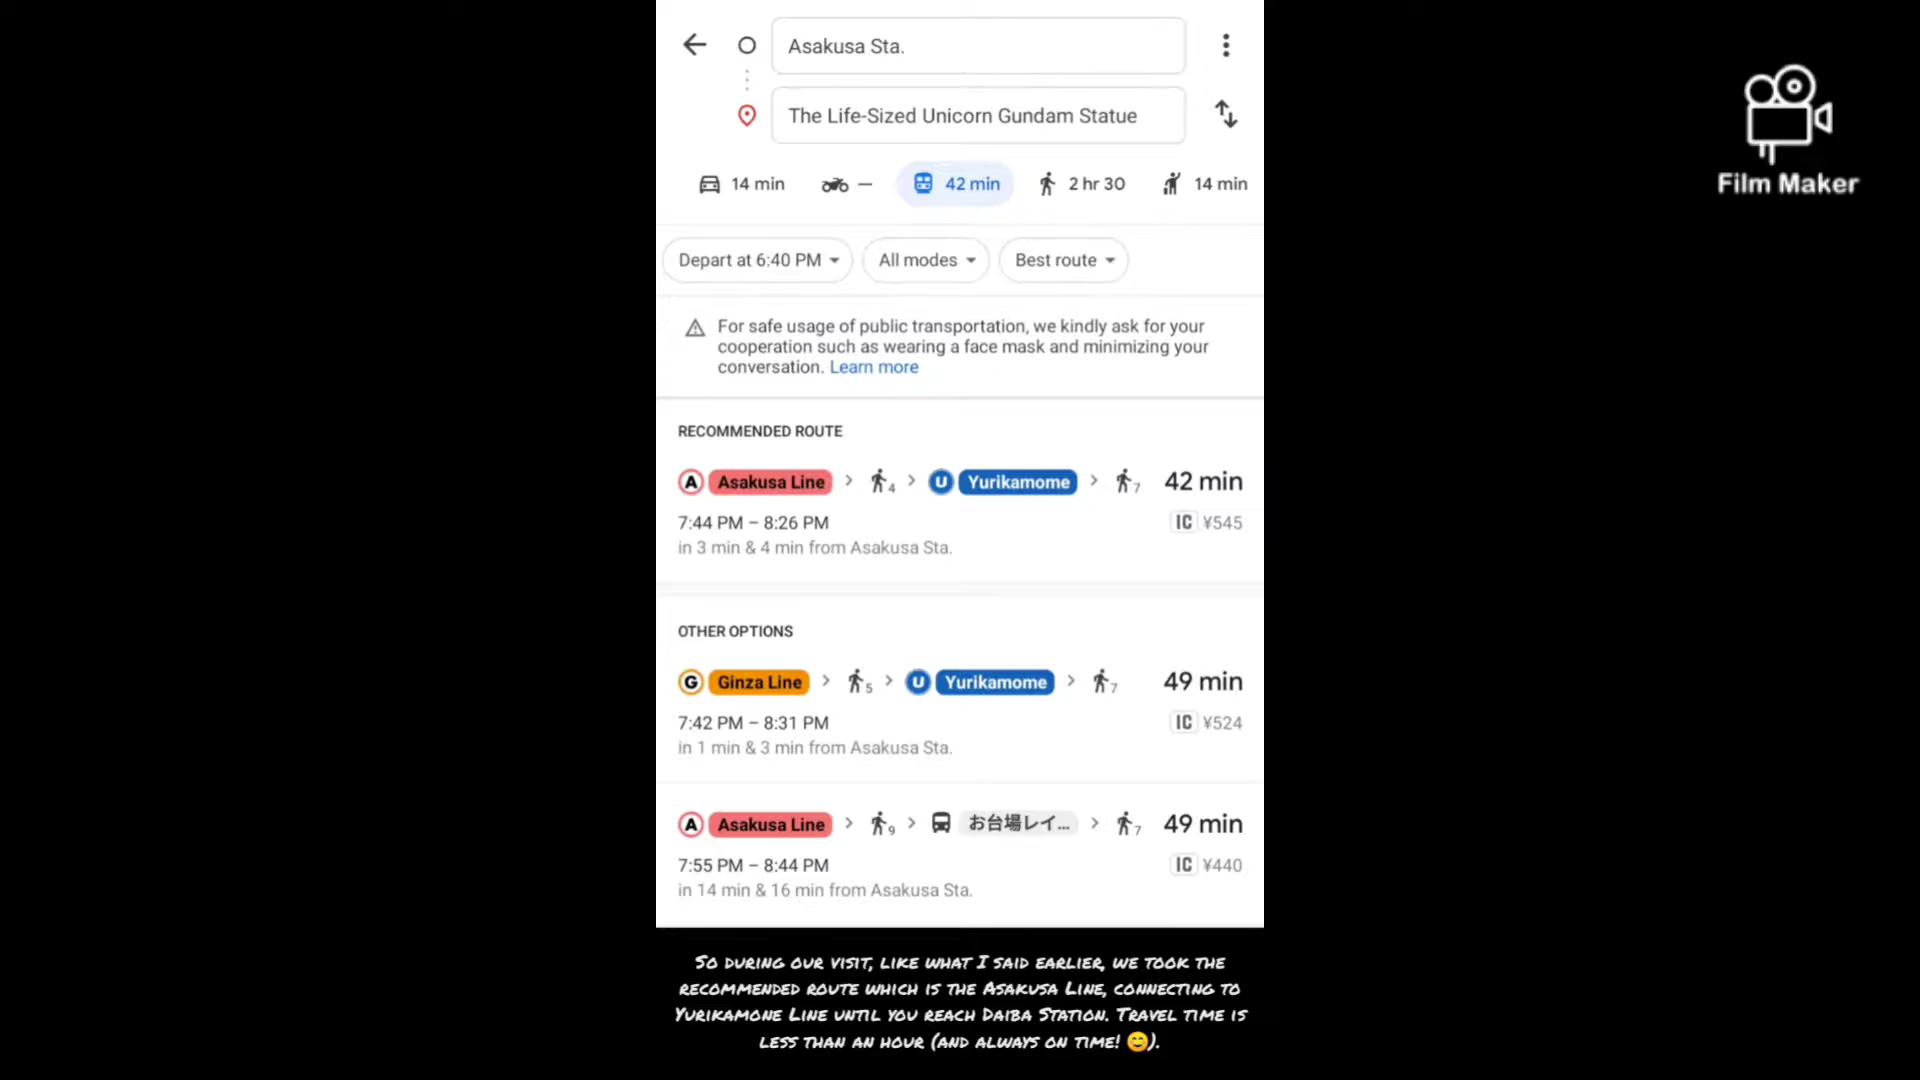 Asakusa Sta.
The Life-Sized Unicorn Gundam Statue
14 min — 42 min 2 hr 30 14 min
Depart at 6:40 PM All modes Best route
For safe usage of public transportation, we kindly ask for your
cooperation such as wearing a face mask and minimizing your
conversation. Learn more
RECOMMENDED ROUTE
A Asakusa Line > 4 > U Yurikamome > 7 42 min
7:44 PM – 8:26 PM IC ¥545
in 3 min & 4 min from Asakusa Sta.
OTHER OPTIONS
G Ginza Line > 5 > U Yurikamome > 7 49 min
7:42 PM – 8:31 PM IC ¥524
in 1 min & 3 min from Asakusa Sta.
A Asakusa Line > 9 > お台場レイ... > 7 49 min
7:55 PM – 8:44 PM IC ¥440
in 14 min & 16 min from Asakusa Sta.
So during our visit, like what I said earlier, we took the
recommended route which is the Asakusa Line, connecting to
Yurikamone Line until you reach Daiba Station. Travel time is
less than an hour (and always on time! 😊).
Film Maker